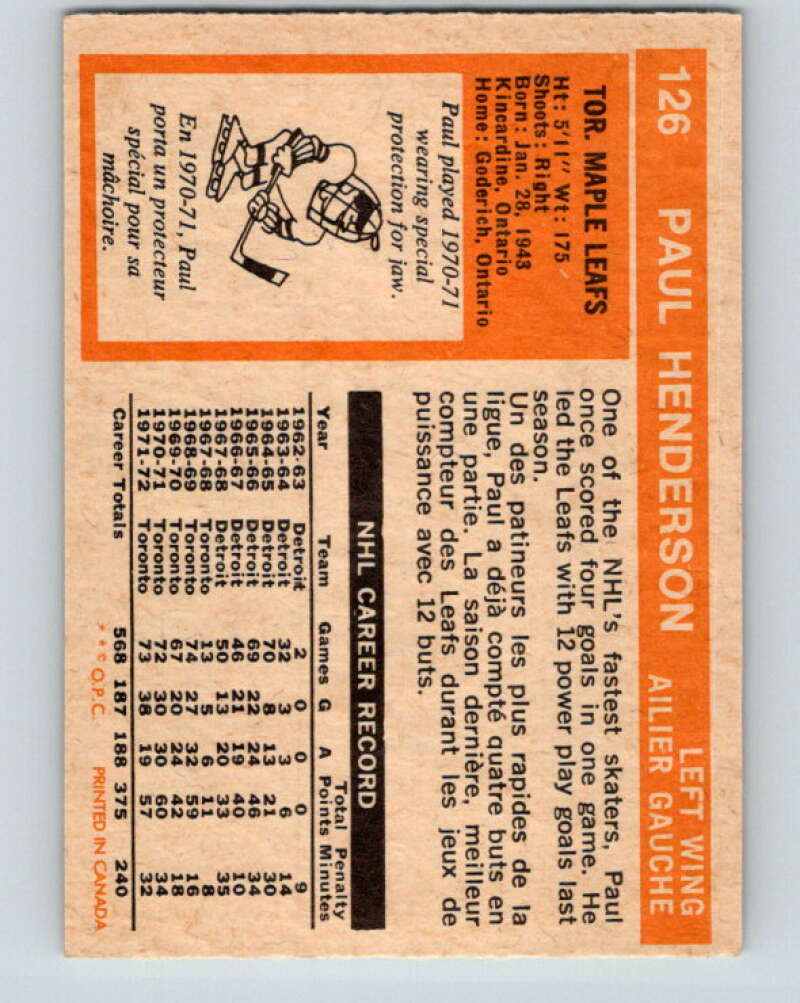 126 PAUL HENDERSON LEFT WING
AILIER GAUCHE
TOR. MAPLE LEAFS
Ht: 5'11" Wt: 175
Shoots: Right
Born: Jan. 28, 1943
Kincardine, Ontario
Home: Goderich, Ontario
Paul played 1970-71
wearing special
protection for jaw.
En 1970-71, Paul
porta un protecteur
spécial pour sa
mâchoire.
One of the NHL's fastest skaters, Paul
once scored four goals in one game. He
led the Leafs with 12 power play goals last
season.
Un des patineurs les plus rapides de la
ligue, Paul a déjà compté quatre buts en
une partie. La saison dernière, meilleur
compteur des Leafs durant les jeux de
puissance avec 12 buts.
NHL CAREER RECORD
Total Penalty
Year Team Games G A Points Minutes
1962-63 Detroit 2 0 0 0 9
1963-64 Detroit 32 3 3 6 14
1964-65 Detroit 70 8 13 21 30
1965-66 Detroit 69 22 24 46 34
1966-67 Detroit 46 21 19 40 10
1967-68 Detroit 50 13 20 33 35
1967-68 Toronto 13 5 6 11 8
1968-69 Toronto 74 27 32 59 16
1969-70 Toronto 67 20 24 42 18
1970-71 Toronto 72 30 30 60 34
1971-72 Toronto 73 38 19 57 32
Career Totals 568 187 188 375 240
* * © O.P.C. PRINTED IN CANADA